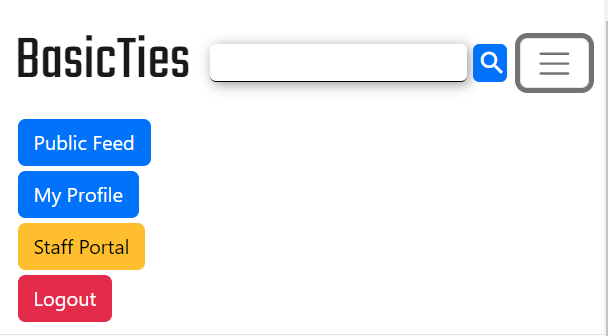 BasicTies
Public Feed
My Profile
Staff Portal
Logout